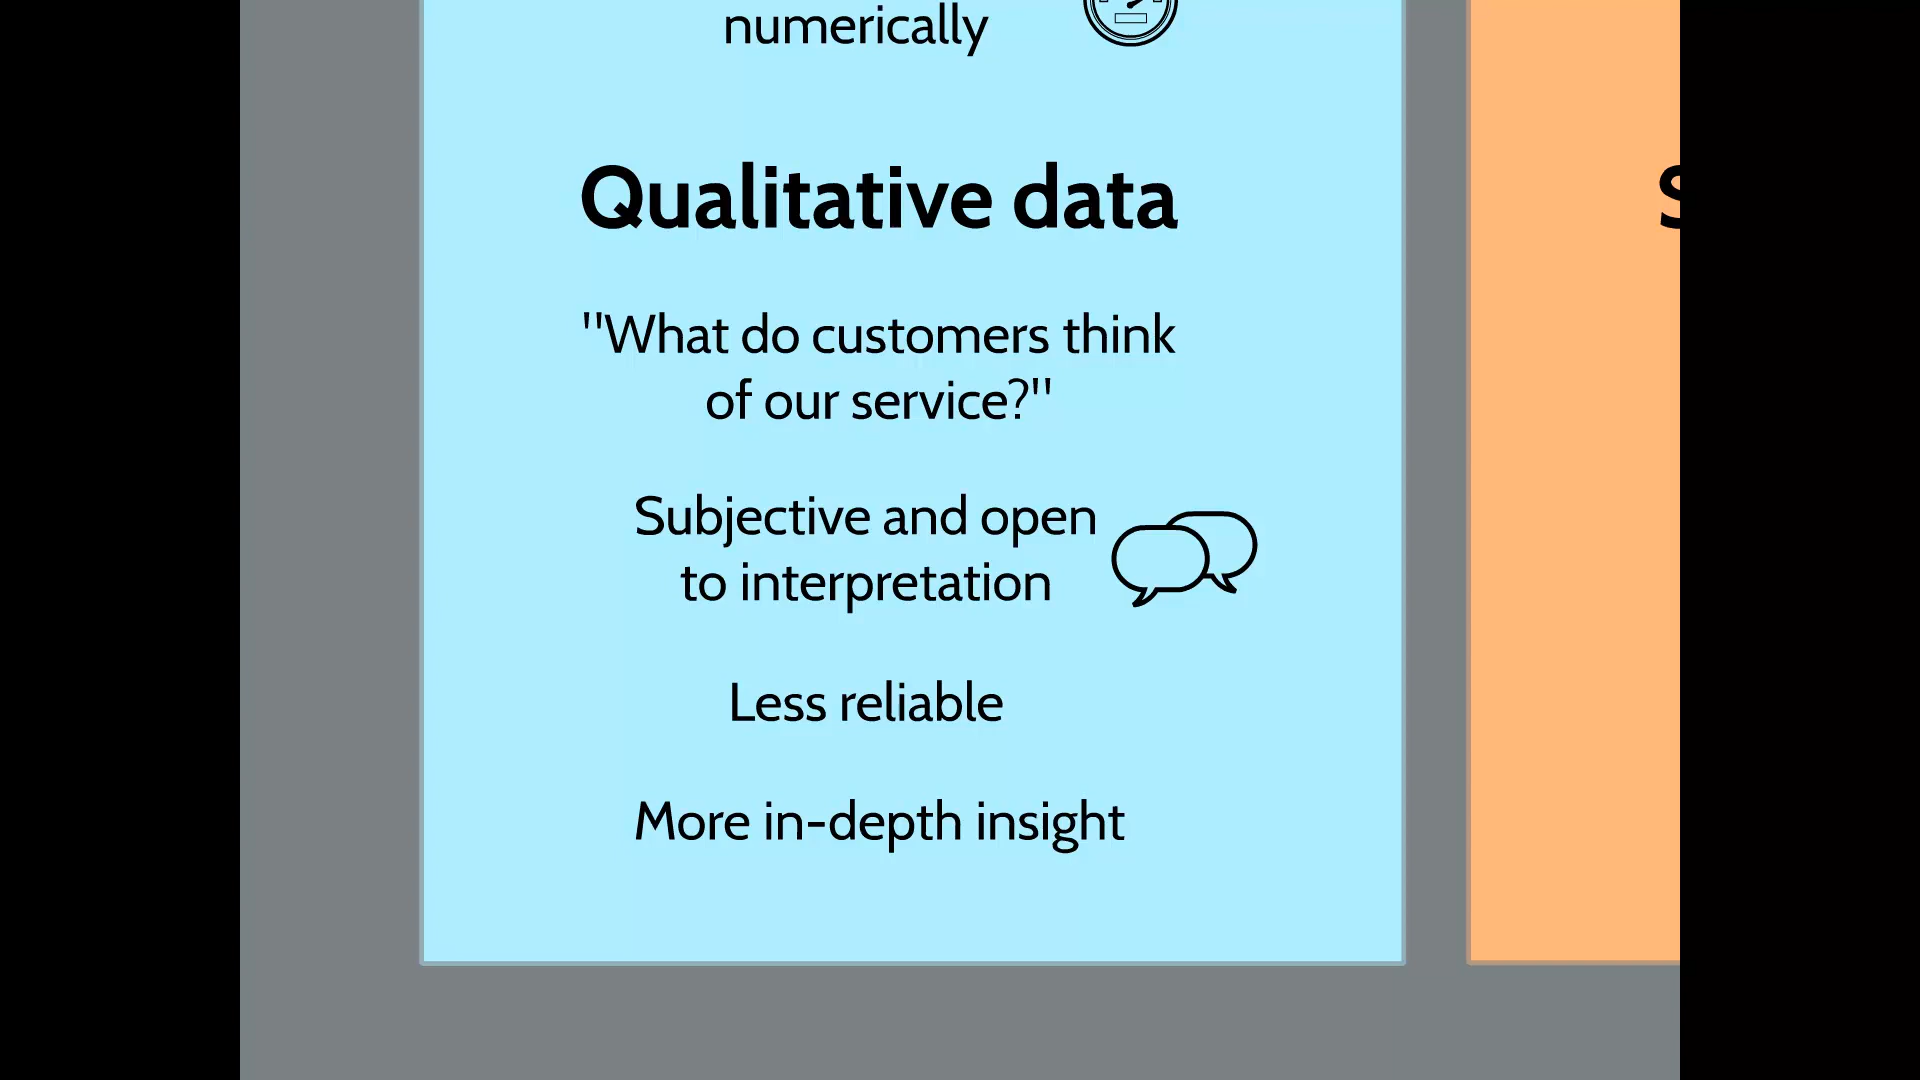 numerically
Qualitative data
"What do customers think
of our service?"
Subjective and open
to interpretation
Less reliable
More in-depth insight